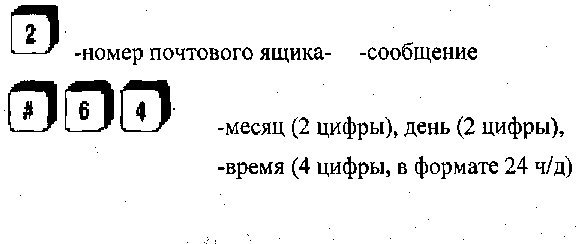 2 -номер почтового ящика- -сообщение
# 6 4
-месяц (2 цифры), день (2 цифры),
-время (4 цифры, в формате 24 ч/д)